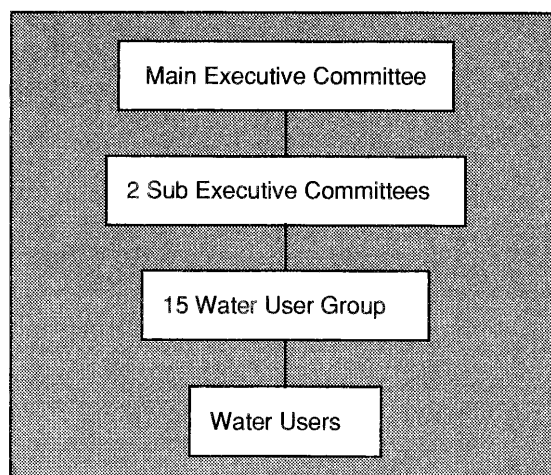 Main Executive Committee
2 Sub Executive Committees
15 Water User Group
Water Users